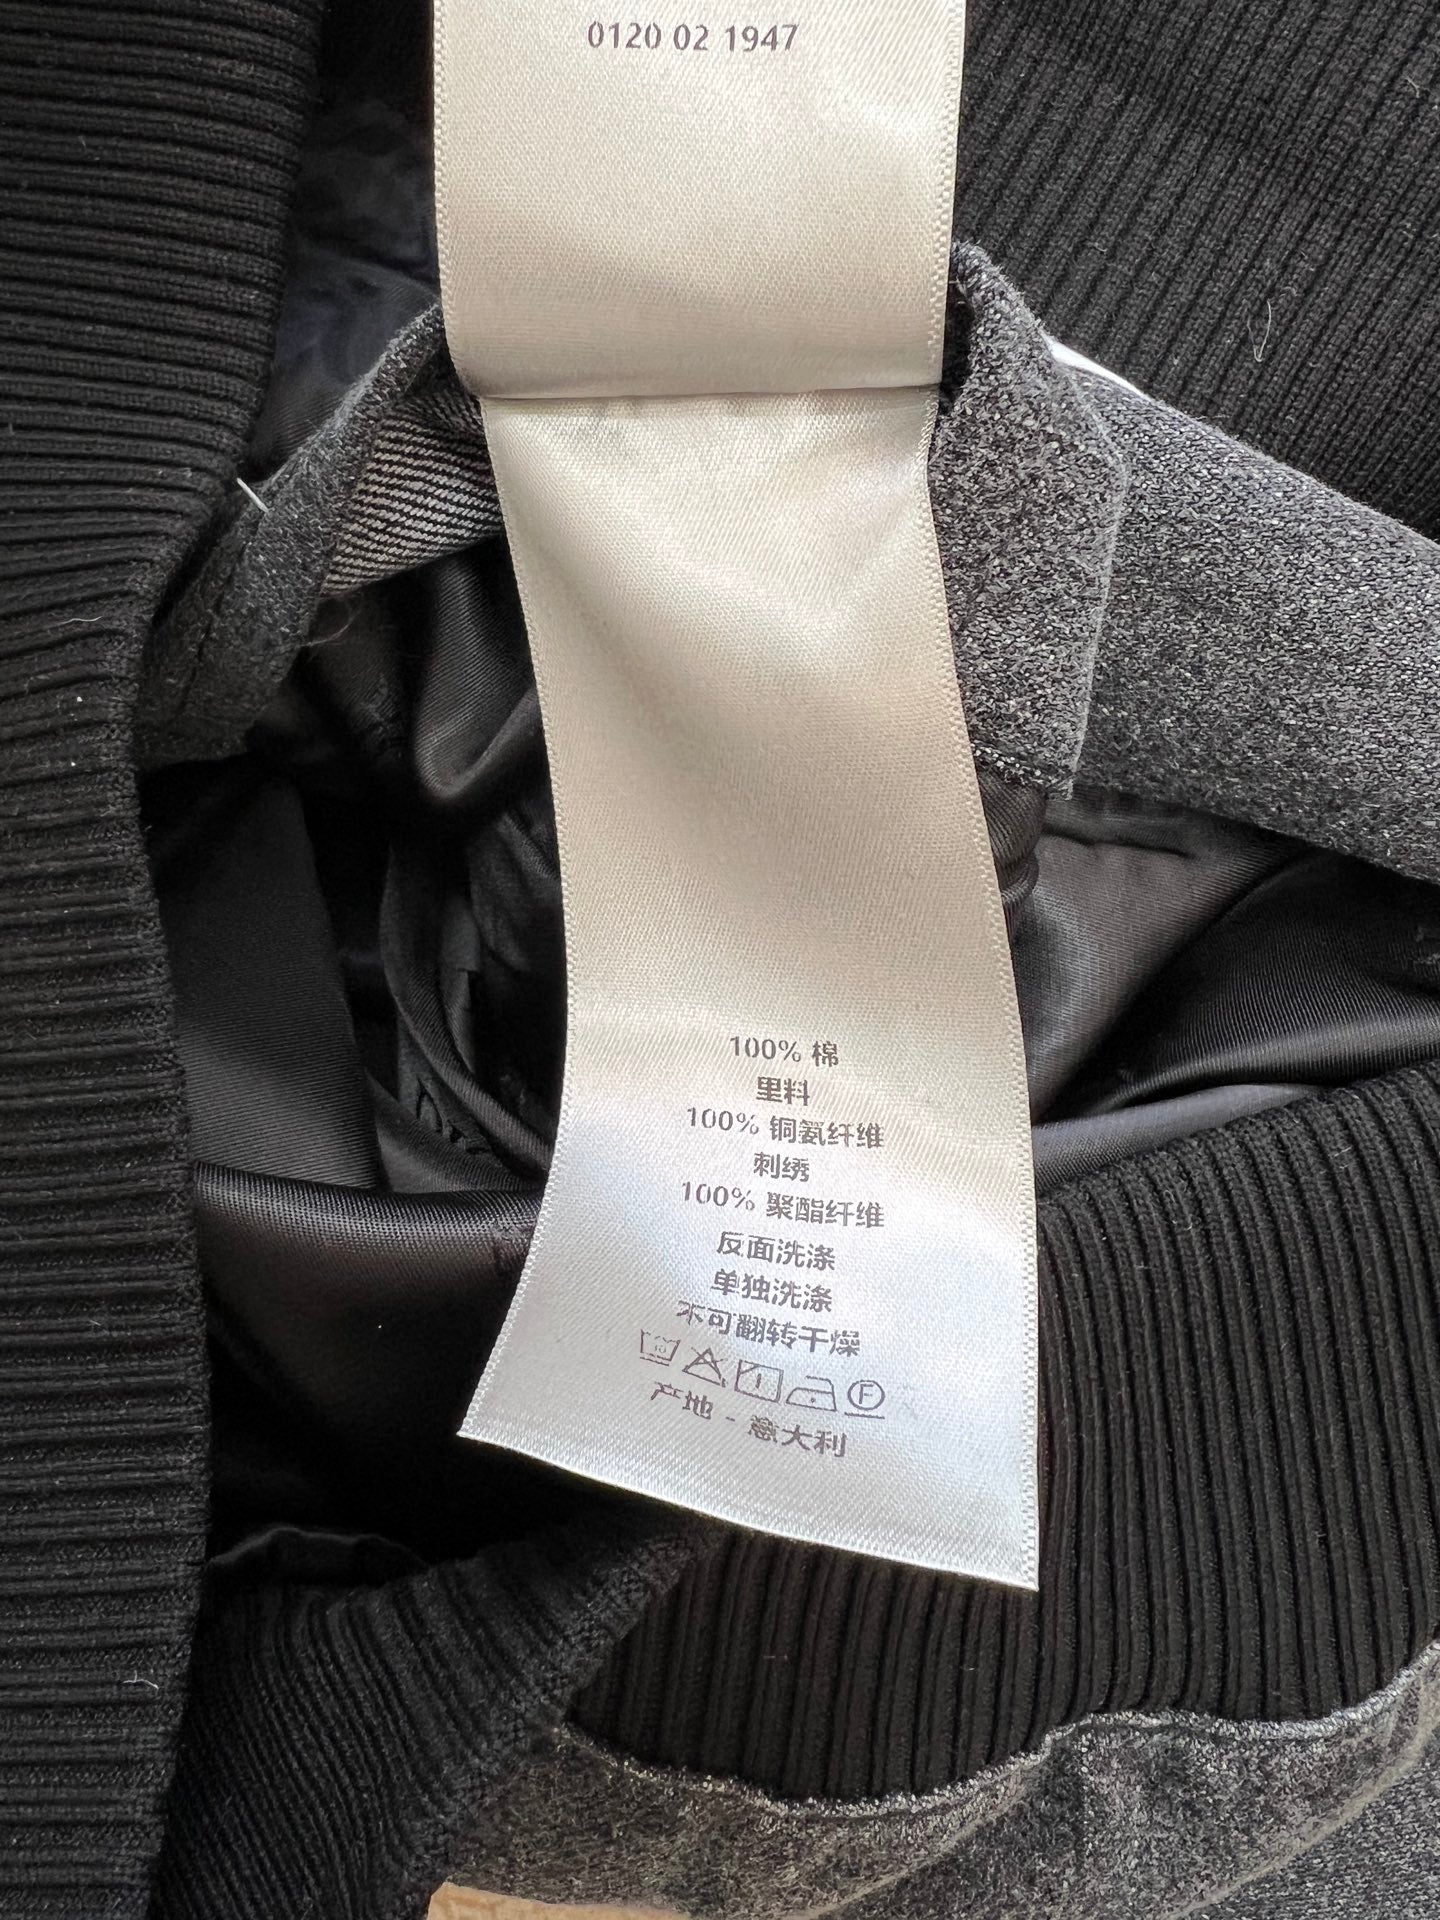 0120 02 1947
100% 棉
里料
100% 铜氨纤维
刺绣
100% 聚酯纤维
反面洗涤
单独洗涤
不可翻转干燥
F
产地 - 意大利